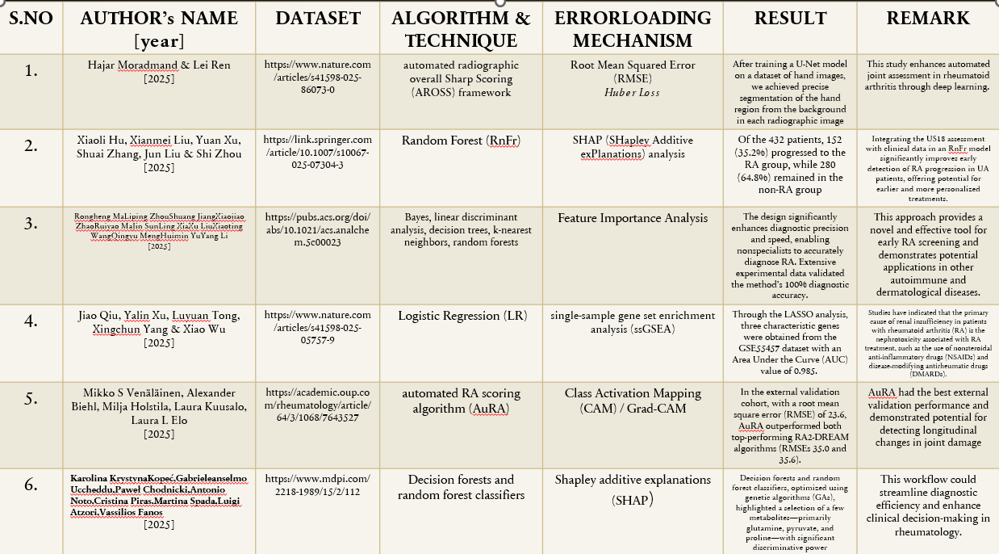 S.NO
AUTHOR's NAME
[year]
DATASET
ALGORITHM &
TECHNIQUE
ERRORLOADING
MECHANISM
RESULT
REMARK
1.
Hajar Moradmand & Lei Ren
[2025]
https://www.nature.com
/articles/s41598-025-
86073-0
automated radiographic
overall Sharp Scoring
(AROSS) framework
Root Mean Squared Error
(RMSE)
Huber Loss
After training a U-Net model
on a dataset of hand images,
we achieved precise
segmentation of the hand
region from the background
in each radiographic image
This study enhances automated
joint assessment in rheumatoid
arthritis through deep learning.
2.
Xiaoli Hu, Xianmei Liu, Yuan Xu,
Shuai Zhang, Jun Liu & Shi Zhou
[2025]
https://link.springer.com
/article/10.1007/s10067-
025-07304-3
Random Forest (RnFr)
SHAP (SHapley Additive
exPlanations) analysis
Of the 432 patients, 152
(35.2%) progressed to the
RA group, while 280
(64.8%) remained in the
non-RA group
Integrating the US18 assessment
with clinical data in an RnFr model
significantly improves early
detection of RA progression in UA
patients, offering potential for
earlier and more personalized
treatments.
3.
Rongheng MaLiping ZhouShuang JiangXiaojiao
ZhaoRuitao Malin SunLing XiaXu LiuXiaoting
WangQingyu MengHuimin YuYang Li
[2025]
https://pubs.acs.org/doi/
abs/10.1021/acs.analche
m.5c00023
Bayes, linear discriminant
analysis, decision trees, k-nearest
neighbors, random forests
Feature Importance Analysis
The design significantly
enhances diagnostic precision
and speed, enabling
nonspecialists to accurately
diagnose RA. Extensive
experimental data validated
the method's 100% diagnostic
accuracy.
This approach provides a
novel and effective tool for
early RA screening and
demonstrates potential
applications in other
autoimmune and
dermatological diseases.
4.
Jiao Qiu, Yalin Xu, Luyuan Tong,
Xingchun Yang & Xiao Wu
[2025]
https://www.nature.com
/articles/s41598-025-
05757-9
Logistic Regression (LR)
single-sample gene set enrichment
analysis (ssGSEA)
Through the LASSO analysis,
three characteristic genes
were obtained from the
GSE55457 dataset with an
Area Under the Curve (AUC)
value of 0.985.
Studies have indicated that the primary
cause of renal insufficiency in patients
with rheumatoid arthritis (RA) is the
nephrotoxicity associated with RA
treatment, such as the use of nonsteroidal
anti-inflammatory drugs (NSAIDs) and
disease-modifying antirheumatic drugs
(DMARDs).
5.
Mikko S Venäläinen, Alexander
Biehl, Milja Holstila, Laura Kuusalo,
Laura L Elo
[2025]
https://academic.oup.co
m/rheumatology/article/
64/3/1068/7643527
automated RA scoring
algorithm (AuRA)
Class Activation Mapping
(CAM) / Grad-CAM
In the external validation
cohort, with a root mean
square error (RMSE) of 23.6,
AuRA outperformed both
top-performing RA2-DREAM
algorithms (RMSEs 35.0 and
35.6).
AuRA had the best external
validation performance and
demonstrated potential for
detecting longitudinal
changes in joint damage
6.
Karolina KrystynaKopeć,Gabrieleanselmo
Uccheddu,Paweł Chodnicki,Antonio
Noto,Cristina Piras,Martina Spada,Luigi
Atzori,Vassilios Fanos
[2025]
https://www.mdpi.com/
2218-1989/15/2/112
Decision forests and
random forest classifiers
Shapley additive explanations
(SHAP)
Decision forests and random
forest classifiers, optimized using
genetic algorithms (GAs),
highlighted a selection of a few
metabolites—primarily
glutamine, pyruvate, and
proline—with significant
discriminative power
This workflow could
streamline diagnostic
efficiency and enhance
clinical decision-making in
rheumatology.